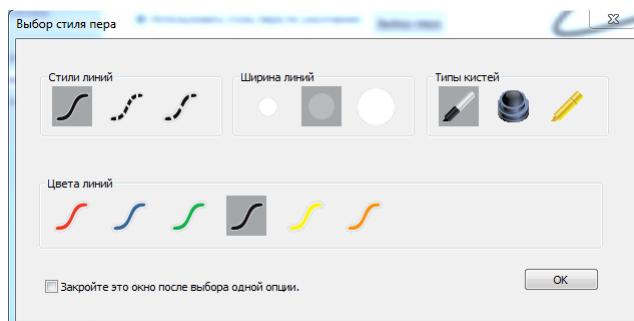 Выбор стиля пера
Стили линий
Ширина линий
Типы кистей
Цвета линий
Закройте это окно после выбора одной опции.
OK